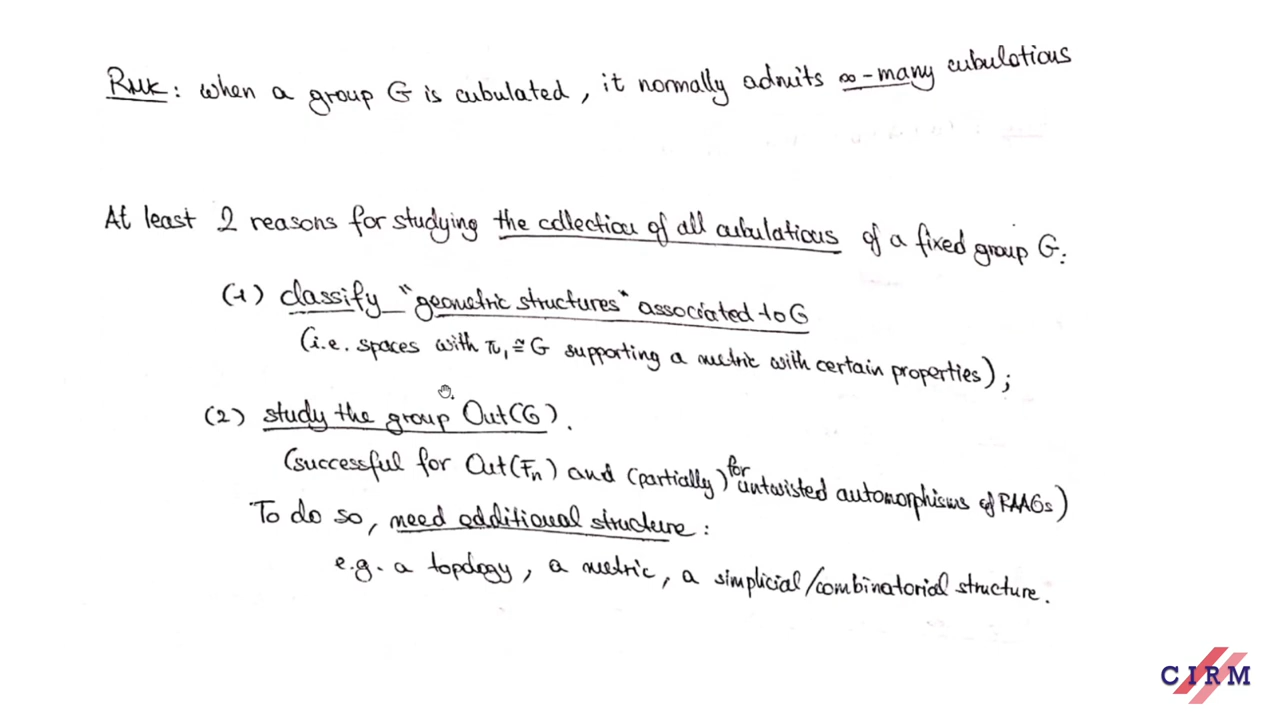 Rmk: when a group G is cubulated, it normally admits ∞-many cubulations
At least 2 reasons for studying the collection of all cubulations of a fixed group G:
(1) classify "geometric structures" associated to G
(i.e. spaces with π₁≅G supporting a metric with certain properties);
(2) study the group Out(G).
(successful for Out(Fn) and (partially) for untwisted automorphisms of RAAGs)
To do so, need additional structure:
e.g. a topology, a metric, a simplicial/combinatorial structure.
CIRM